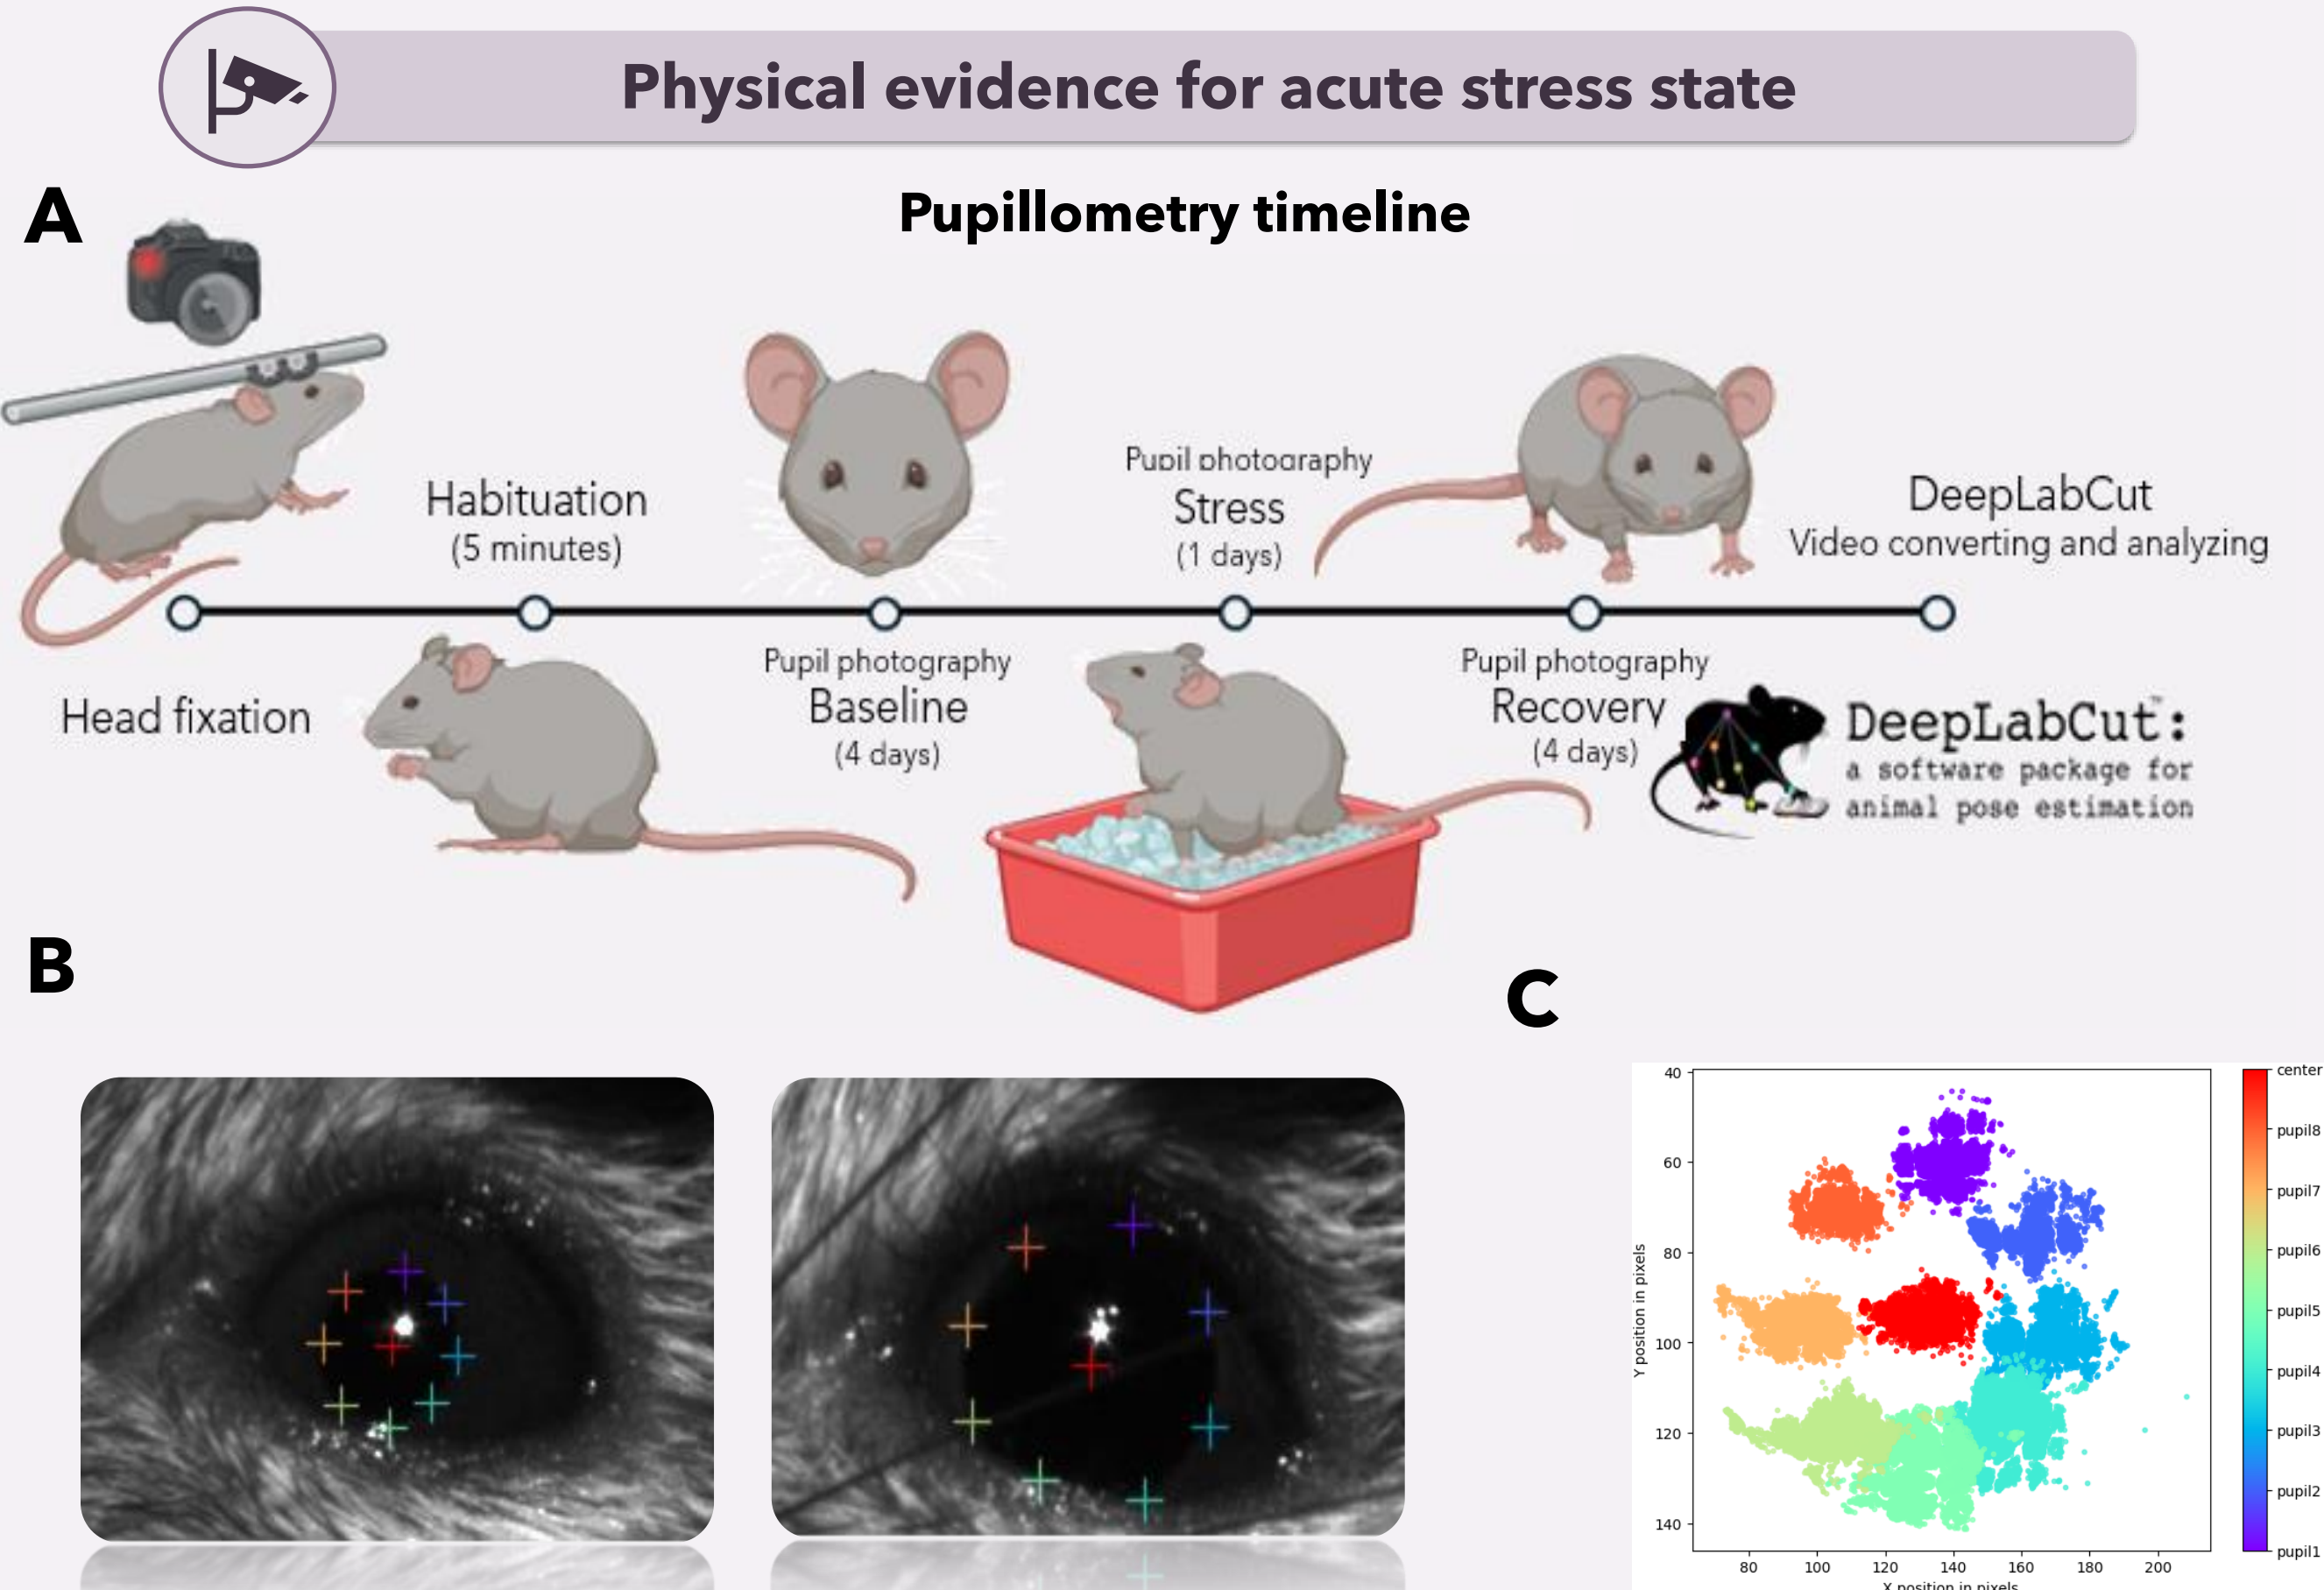 Physical evidence for acute stress state
A
Pupillometry timeline
Head fixation
Habituation
(5 minutes)
Pupil photography
Baseline
(4 days)
Pupil photography
Stress
(1 days)
Pupil photography
Recovery
(4 days)
DeepLabCut
Video converting and analyzing
DeepLabCut™:
a software package for
animal pose estimation
B
C
40
60
80
100
120
140
Y position in pixels
80 100 120 140 160 180 200
X position in pixels
center
pupil8
pupil7
pupil6
pupil5
pupil4
pupil3
pupil2
pupil1